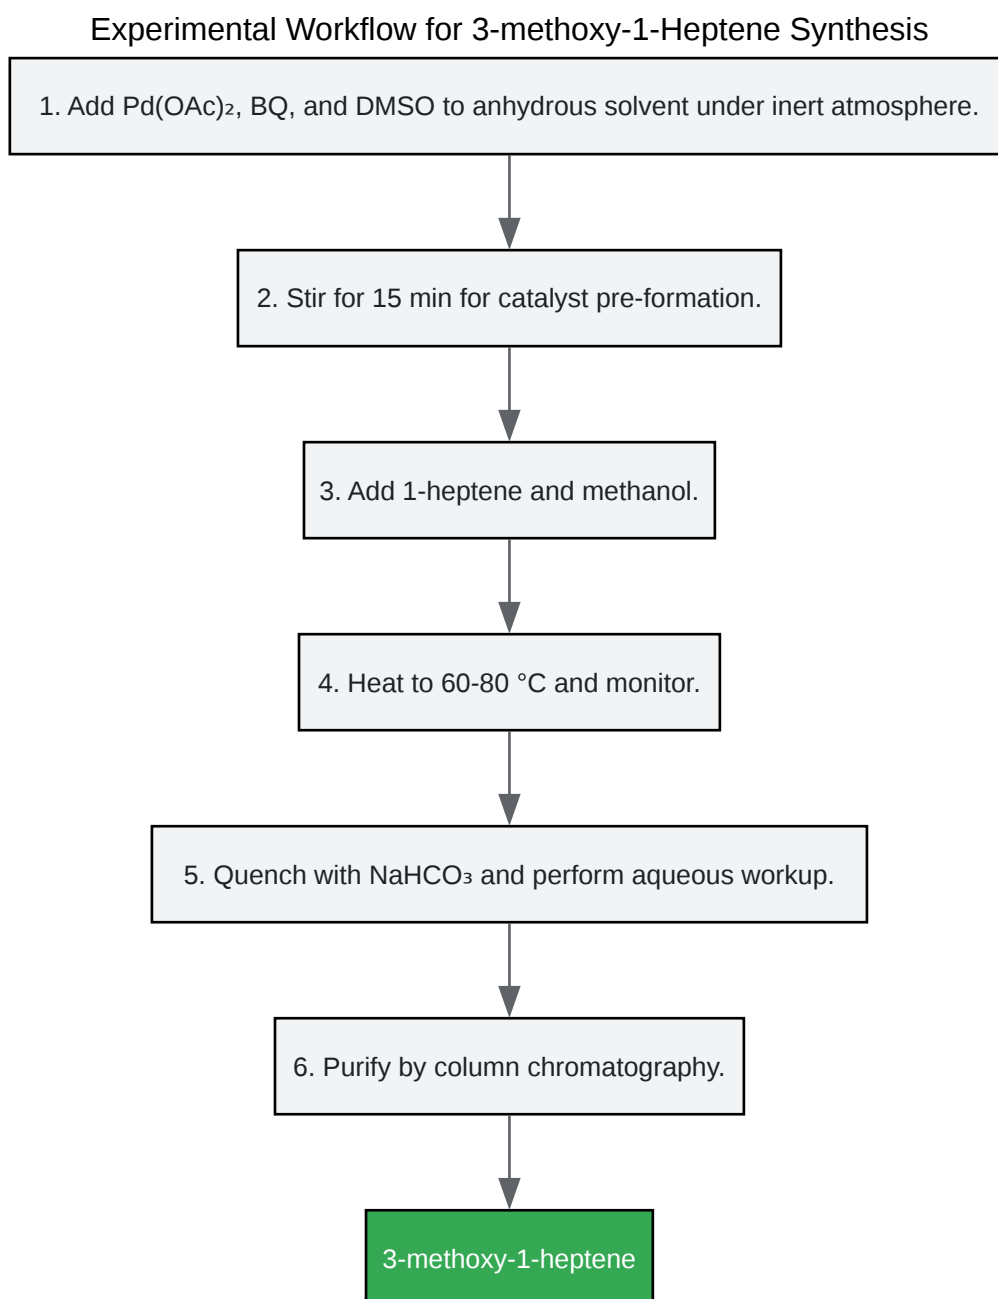 Experimental Workflow for 3-methoxy-1-Heptene Synthesis
1. Add Pd(OAc)₂, BQ, and DMSO to anhydrous solvent under inert atmosphere.
2. Stir for 15 min for catalyst pre-formation.
3. Add 1-heptene and methanol.
4. Heat to 60-80 °C and monitor.
5. Quench with NaHCO₃ and perform aqueous workup.
6. Purify by column chromatography.
3-methoxy-1-heptene